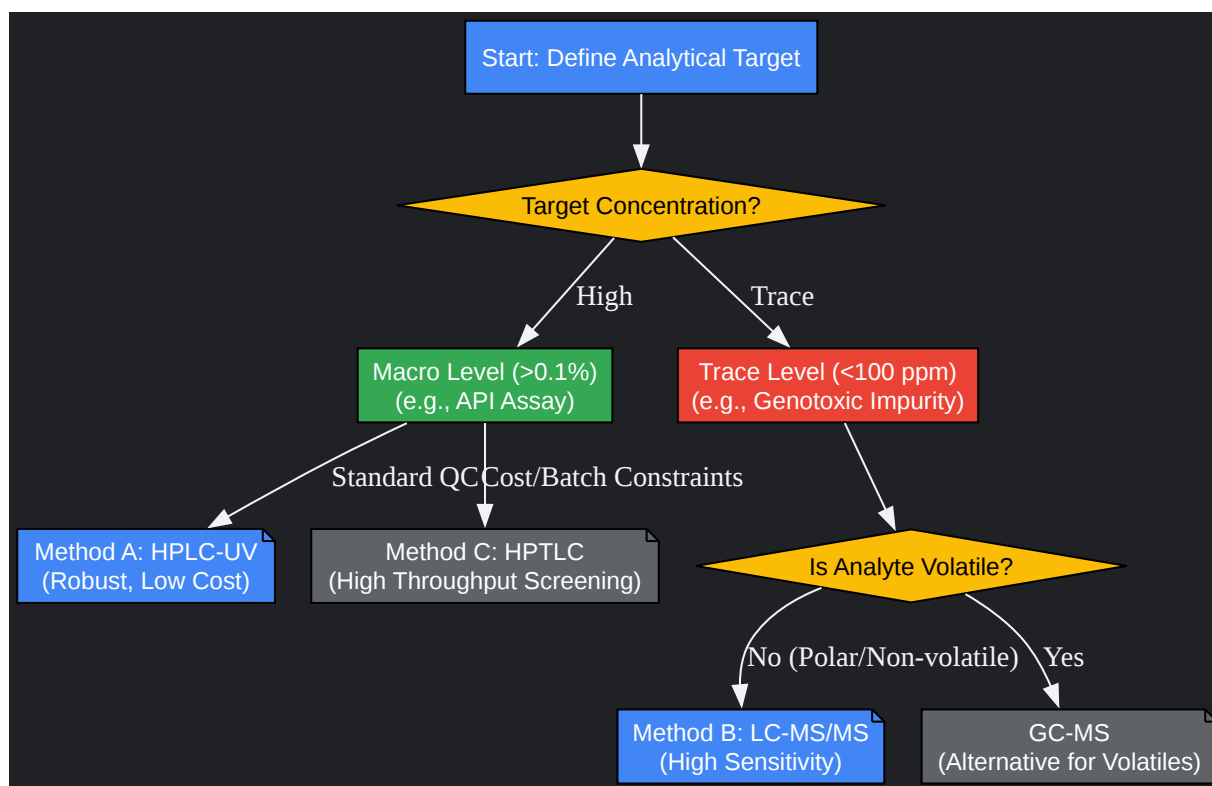 Start: Define Analytical Target
Target Concentration?
High
Trace
Macro Level (>0.1%)
(e.g., API Assay)
Trace Level (<100 ppm)
(e.g., Genotoxic Impurity)
Standard QC
Cost/Batch Constraints
Method A: HPLC-UV
(Robust, Low Cost)
Method C: HPTLC
(High Throughput Screening)
Is Analyte Volatile?
No (Polar/Non-volatile)
Yes
Method B: LC-MS/MS
(High Sensitivity)
GC-MS
(Alternative for Volatiles)